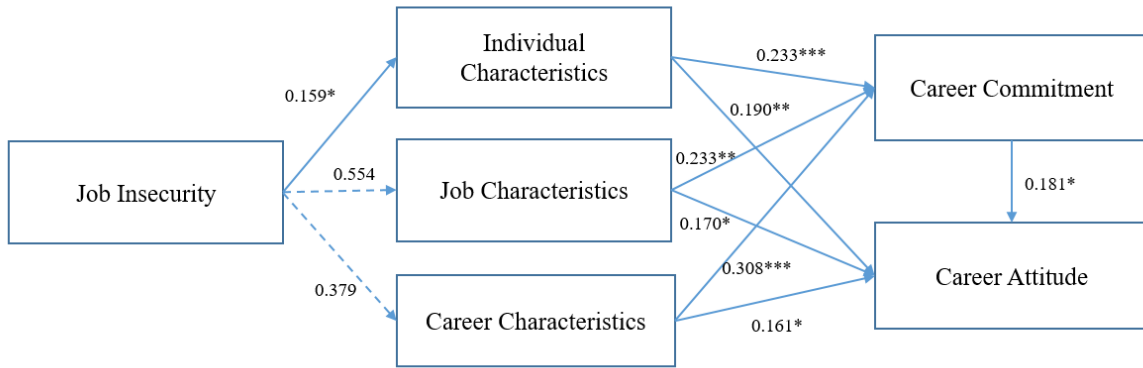 Individual
Characteristics
0.233***
Career Commitment
0.159*
0.190**
Job Insecurity
0.554
Job Characteristics
0.233**
0.181*
0.170*
0.379
0.308***
Career Attitude
Career Characteristics
0.161*